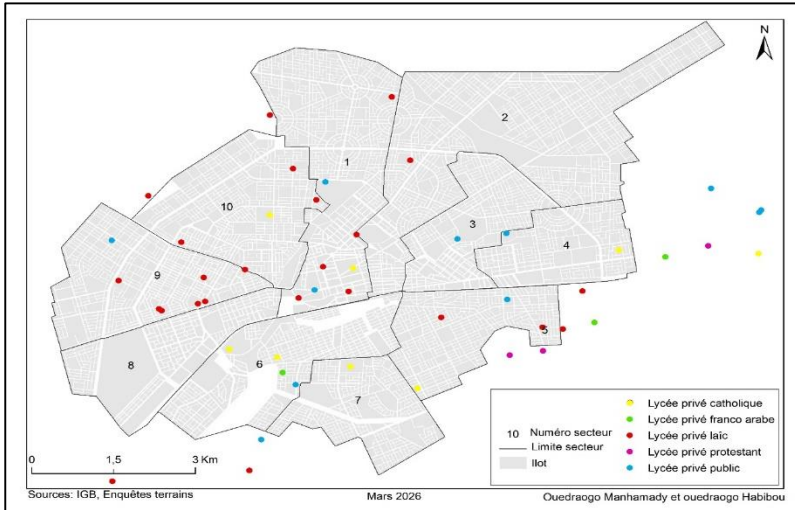 N
2
1
10
3
4
9
5
8
6
7
Lycée privé catholique
Lycée privé franco arabe
10 Numéro secteur
Lycée privé laïc
Limite secteur
Lycée privé protestant
Ilot
Lycée privé public
0 1,5 3 Km
Sources: IGB, Enquêtes terrains Mars 2026 Ouedraogo Manhamady et ouedraogo Habibou